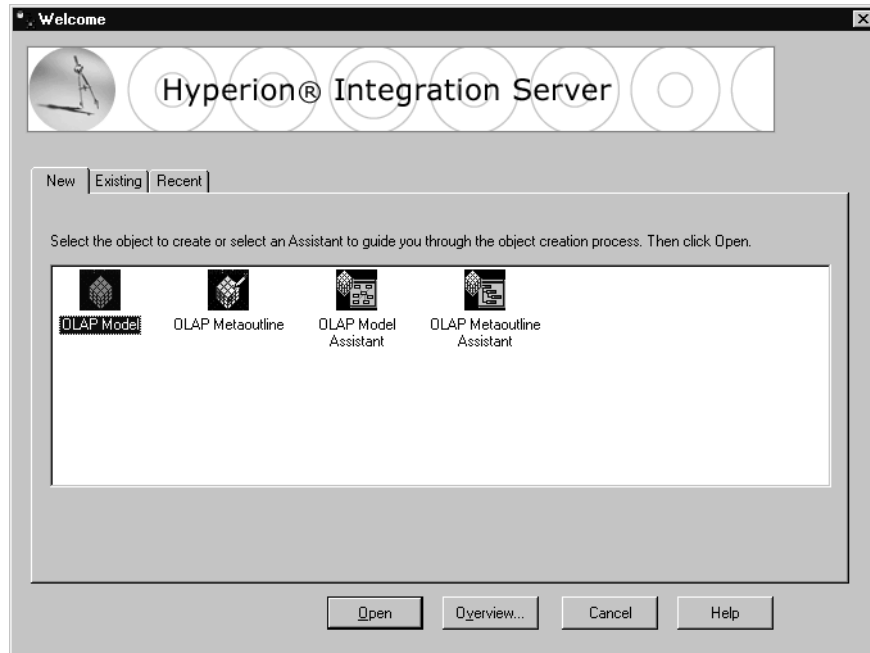 Welcome
Hyperion® Integration Server
New Existing Recent
Select the object to create or select an Assistant to guide you through the object creation process. Then click Open.
OLAP Model OLAP Metaoutline OLAP Model OLAP Metaoutline
Assistant Assistant
Open Overview... Cancel Help